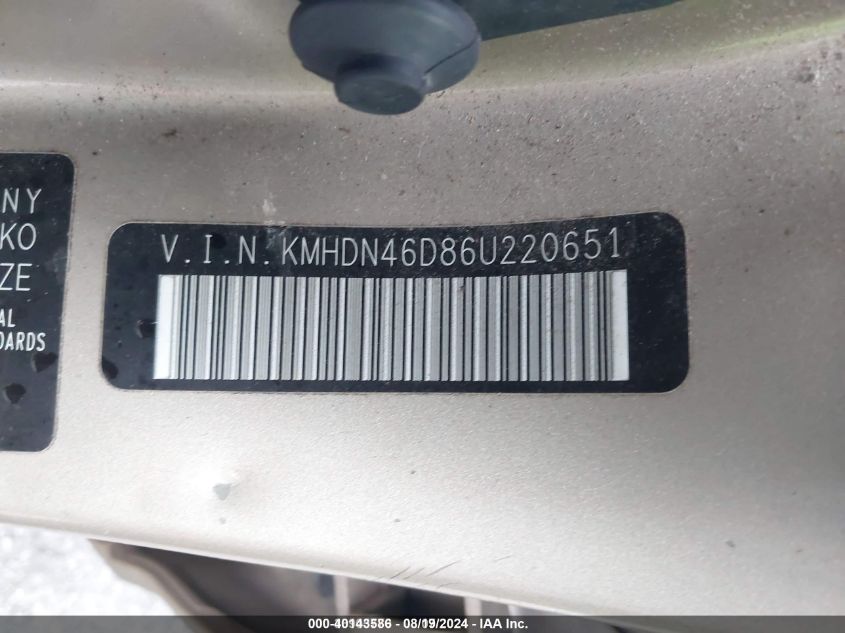 NY
KO
ZE
AL
DARDS
V.I.N. KMHDN46D86U220651
000-40143586 - 08/19/2024 - IAA Inc.